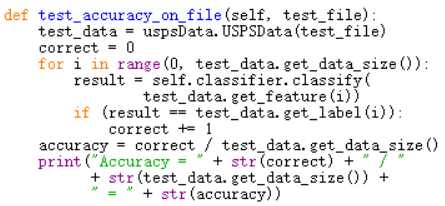 def test_accuracy_on_file(self, test_file):
    test_data = uspsData.USPSData(test_file)
    correct = 0
    for i in range(0, test_data.get_data_size()):
        result = self.classifier.classify(
                test_data.get_feature(i))
        if (result == test_data.get_label(i)):
            correct += 1
    accuracy = correct / test_data.get_data_size()
    print("Accuracy = " + str(correct) + " / "
          + str(test_data.get_data_size()) +
          " = " + str(accuracy))